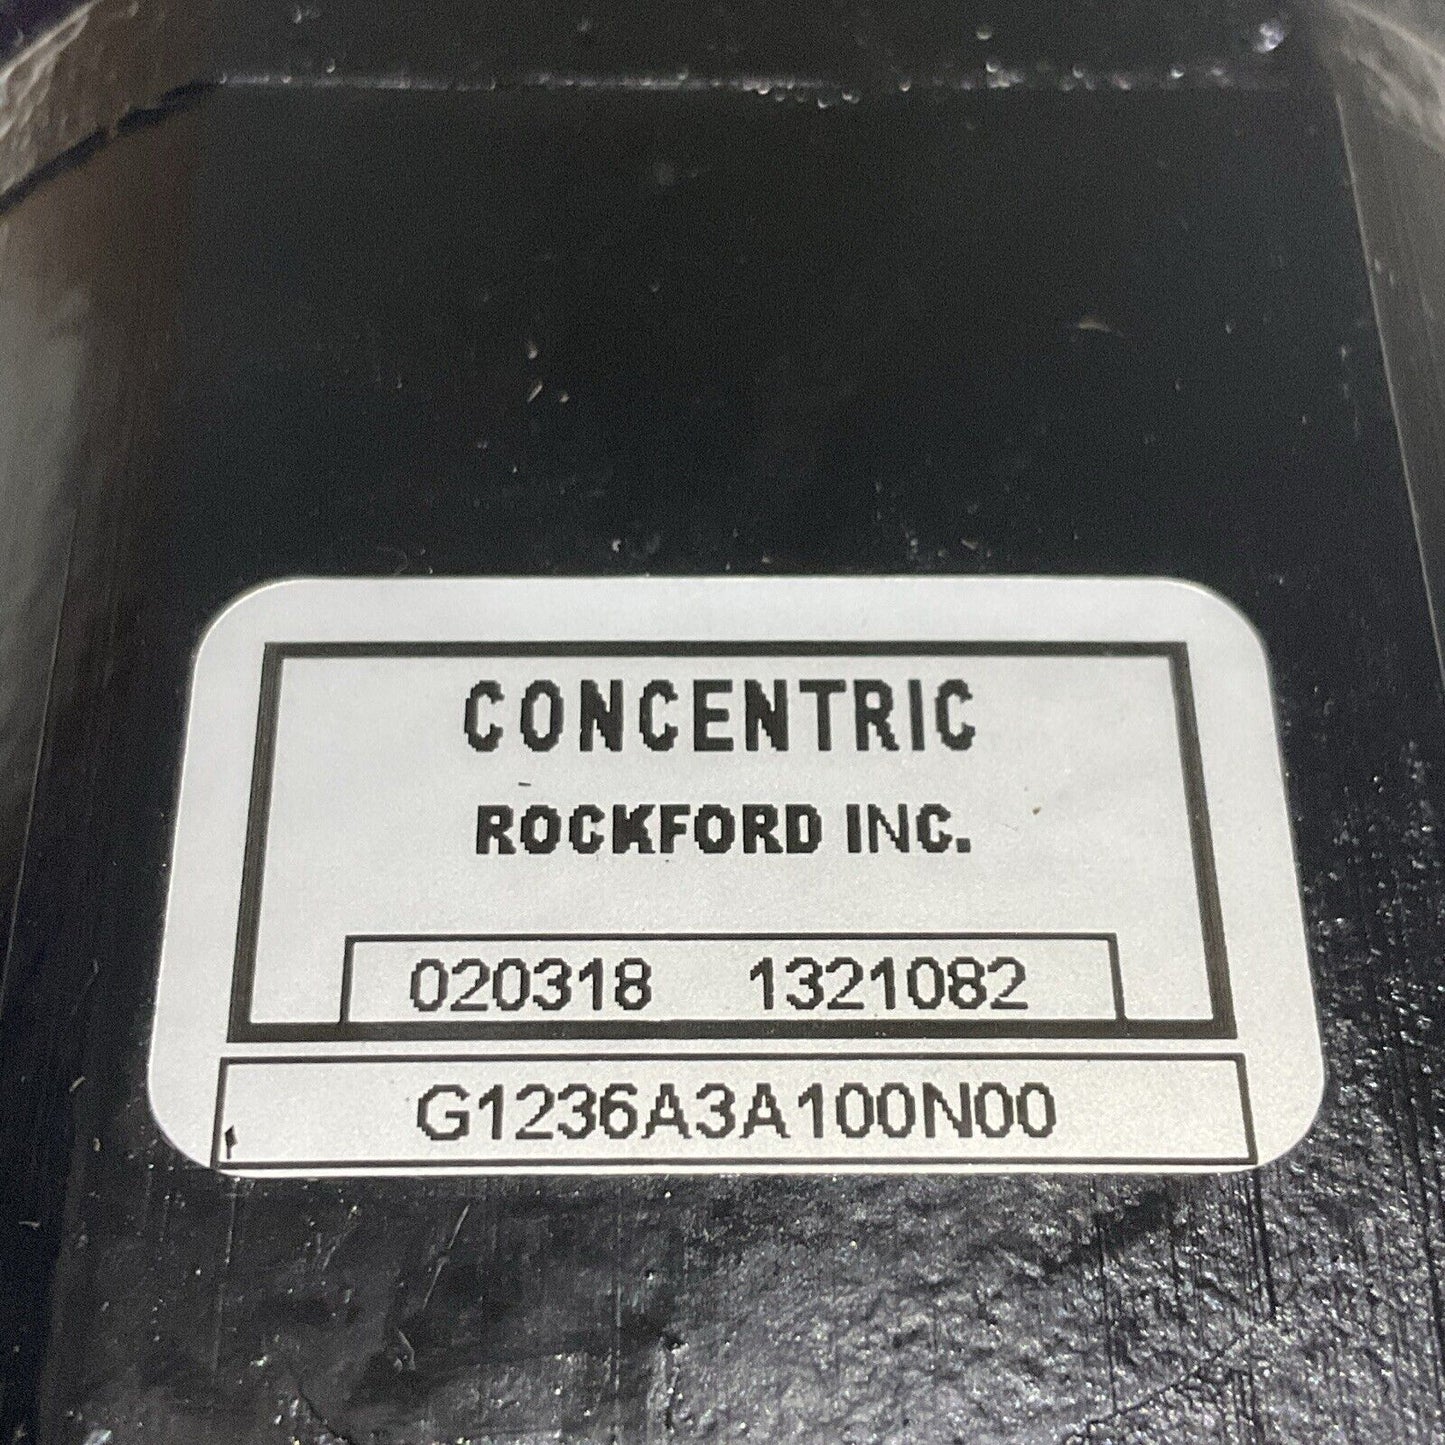 CONCENTRIC
ROCKFORD INC.
020318 1321082
G1236A3A100N00